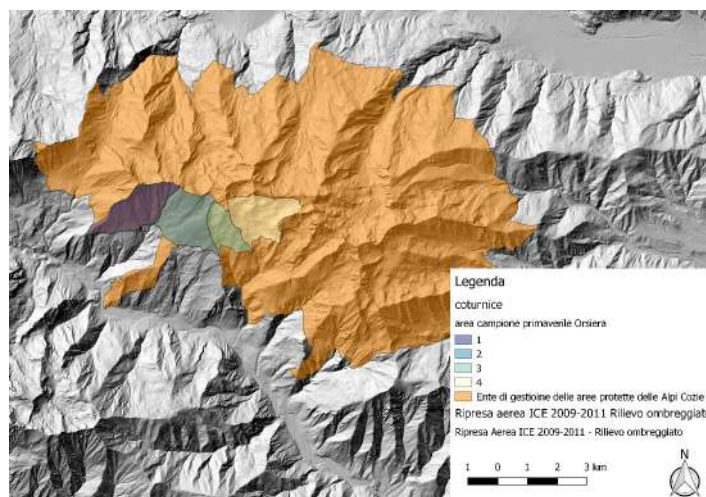 Legenda
coturnice
area campione primaverile Orsiera
1
2
3
4
Ente di gestioine delle aree protette delle Alpi Cozie
Ripresa aerea ICE 2009-2011 Rilievo ombreggiat
Ripresa Aerea ICE 2009-2011 - Rilievo ombreggiato
1 0 1 2 3 km
N